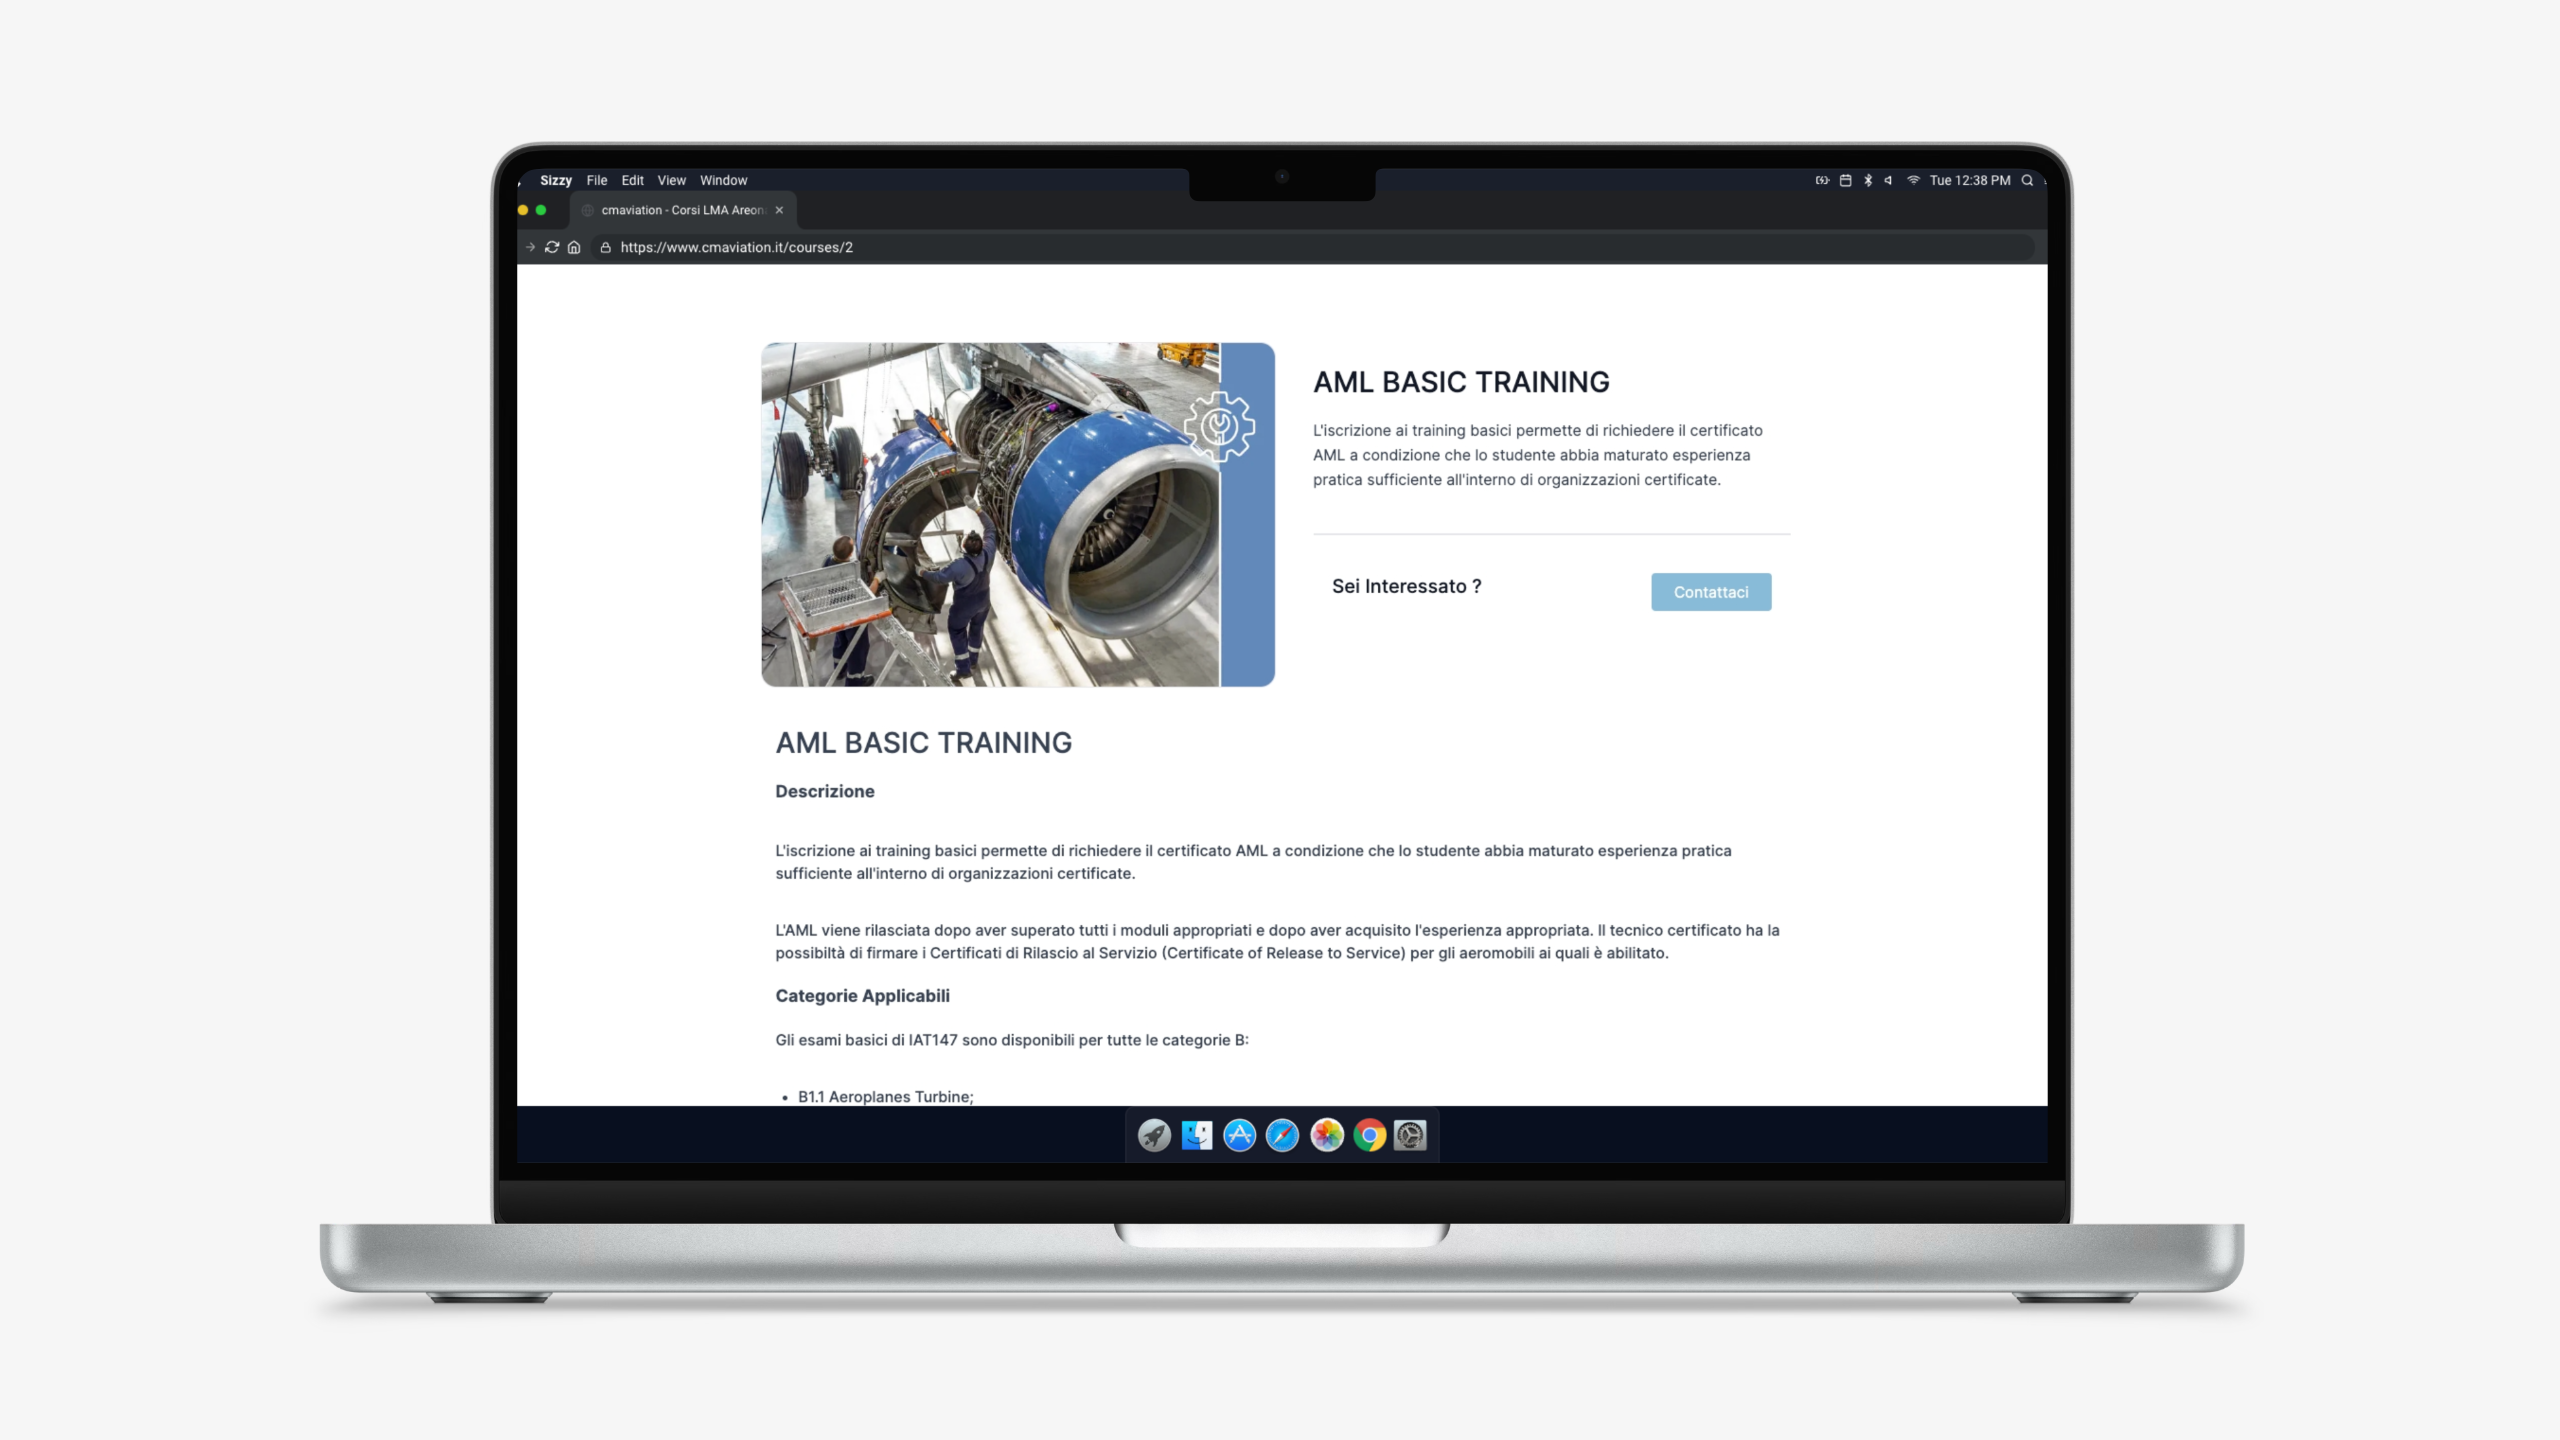 Sizzy File Edit View Window
Tue 12:38 PM
cmaviation - Corsi LMA Areon
https://www.cmaviation.it/courses/2
AML BASIC TRAINING
L'iscrizione ai training basici permette di richiedere il certificato
AML a condizione che lo studente abbia maturato esperienza
pratica sufficiente all'interno di organizzazioni certificate.
Sei Interessato ?
Contattaci
AML BASIC TRAINING
Descrizione
L'iscrizione ai training basici permette di richiedere il certificato AML a condizione che lo studente abbia maturato esperienza pratica
sufficiente all'interno di organizzazioni certificate.
L'AML viene rilasciata dopo aver superato tutti i moduli appropriati e dopo aver acquisito l'esperienza appropriata. Il tecnico certificato ha la
possibiltà di firmare i Certificati di Rilascio al Servizio (Certificate of Release to Service) per gli aeromobili ai quali è abilitato.
Categorie Applicabili
Gli esami basici di IAT147 sono disponibili per tutte le categorie B:
• B1.1 Aeroplanes Turbine;